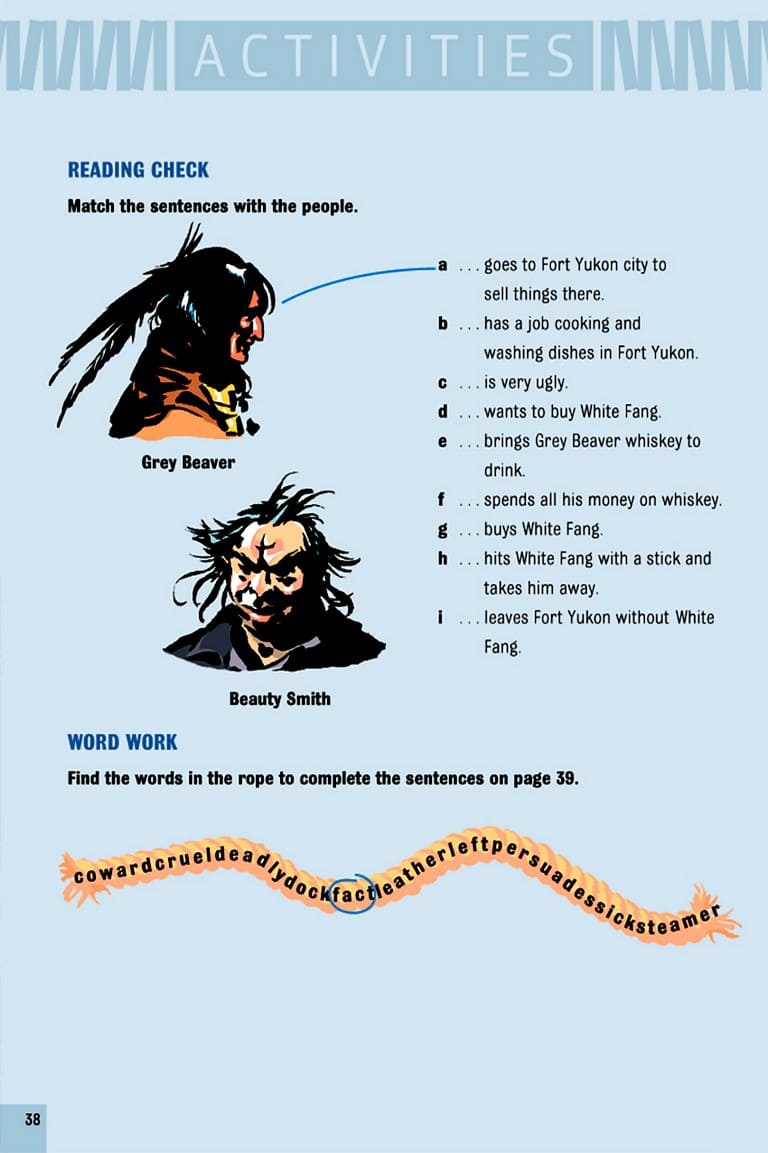 ACTIVITIES
READING CHECK
Match the sentences with the people.
a ... goes to Fort Yukon city to
sell things there.
b ... has a job cooking and
washing dishes in Fort Yukon.
c ... is very ugly.
d ... wants to buy White Fang.
e ... brings Grey Beaver whiskey to
drink.
f ... spends all his money on whiskey.
g ... buys White Fang.
h ... hits White Fang with a stick and
takes him away.
i ... leaves Fort Yukon without White
Fang.
Grey Beaver
Beauty Smith
WORD WORK
Find the words in the rope to complete the sentences on page 39.
cowardcrueldeadlydockfactleatherleftpersuadessicksteamer
38